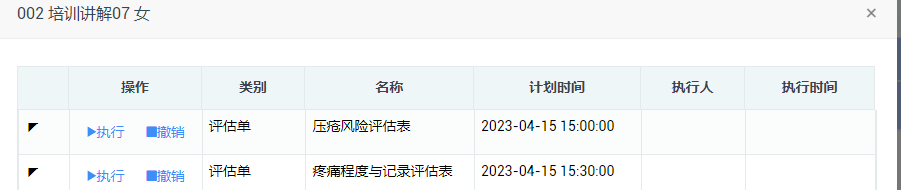 002 培训讲解07 女
操作 类别 名称 计划时间 执行人 执行时间
执行 撤销 评估单 压疮风险评估表 2023-04-15 15:00:00
执行 撤销 评估单 疼痛程度与记录评估表 2023-04-15 15:30:00